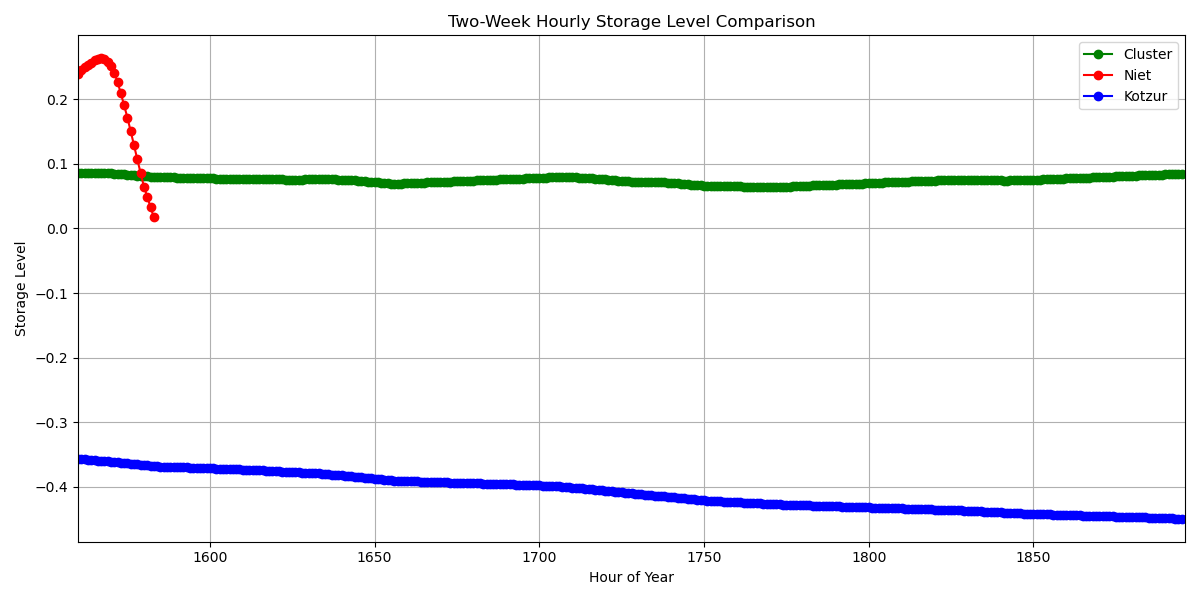 Two-Week Hourly Storage Level Comparison
Cluster
Niet
Kotzur
Storage Level
0.2
0.1
0.0
−0.1
−0.2
−0.3
−0.4
1600
1650
1700
1750
1800
1850
Hour of Year